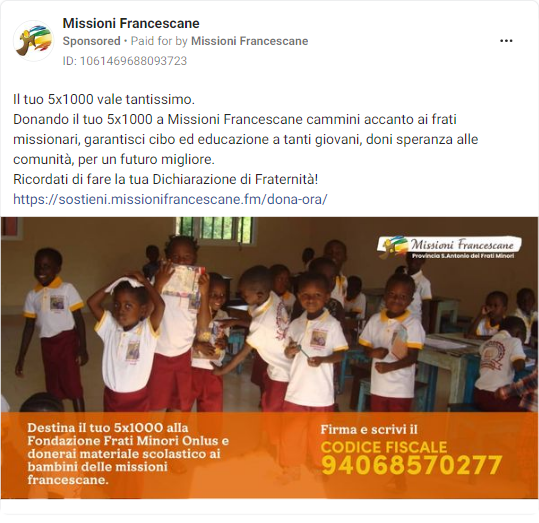 Missioni Francescane
Sponsored • Paid for by Missioni Francescane
ID: 1061469688093723
Il tuo 5x1000 vale tantissimo.
Donando il tuo 5x1000 a Missioni Francescane cammini accanto ai frati
missionari, garantisci cibo ed educazione a tanti giovani, doni speranza alle
comunità, per un futuro migliore.
Ricordati di fare la tua Dichiarazione di Fraternità!
https://sostieni.missionifrancescane.fm/dona-ora/
Missioni Francescane
Provincia S.Antonio dei Frati Minori
Destina il tuo 5x1000 alla
Fondazione Frati Minori Onlus e
donerai materiale scolastico ai
bambini delle missioni
francescane.
Firma e scrivi il
CODICE FISCALE
94068570277